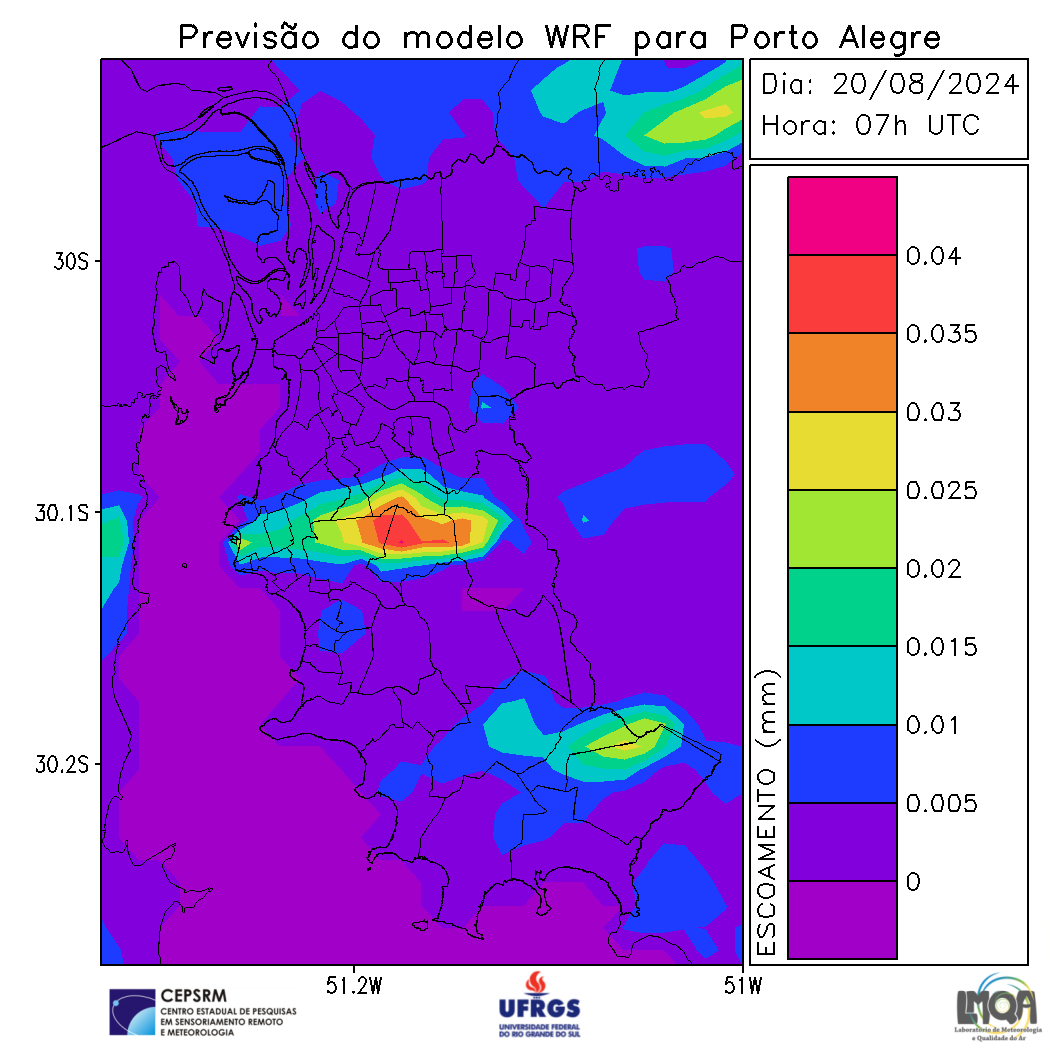 Previsão do modelo WRF para Porto Alegre
Dia: 20/08/2024
Hora: 07h UTC
30S
30.1S
30.2S
51.2W
51W
ESCOAMENTO (mm)
0.04
0.035
0.03
0.025
0.02
0.015
0.01
0.005
0
CEPSRM
CENTRO ESTADUAL DE PESQUISAS
EM SENSORIAMENTO REMOTO
E METEOROLOGIA
UFRGS
UNIVERSIDADE FEDERAL
DO RIO GRANDE DO SUL
LMQA
Laboratório de Meteorologia
e Qualidade do Ar